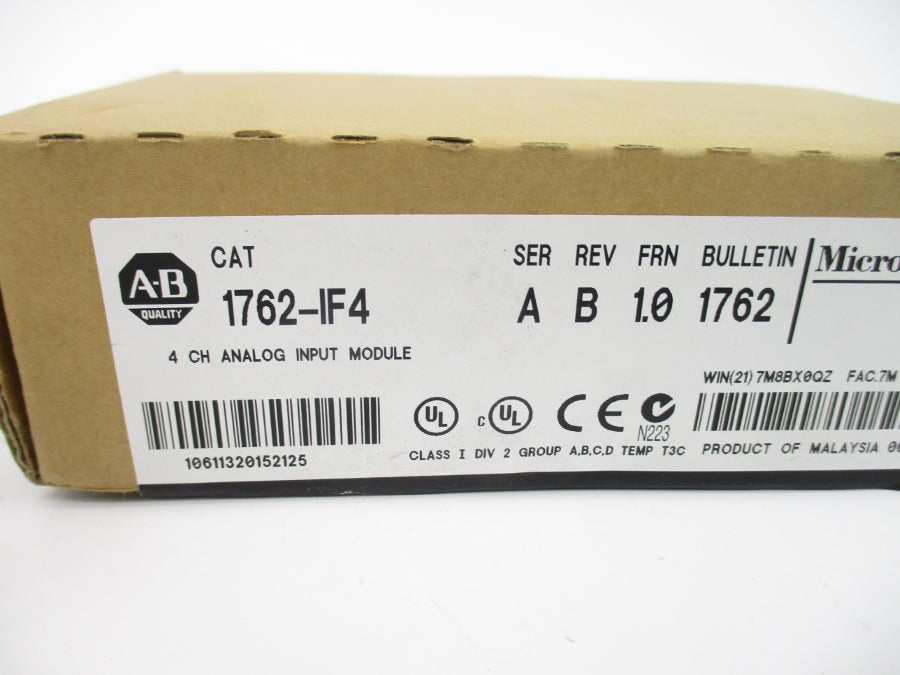 A·B
QUALITY
CAT
1762-IF4
4 CH ANALOG INPUT MODULE
SER REV FRN BULLETIN
A B 1.0 1762
Micro
WIN(21) 7M8BX0QZ FAC.7M
10611320152125
UL c UL CE N223
CLASS I DIV 2 GROUP A,B,C,D TEMP T3C
PRODUCT OF MALAYSIA